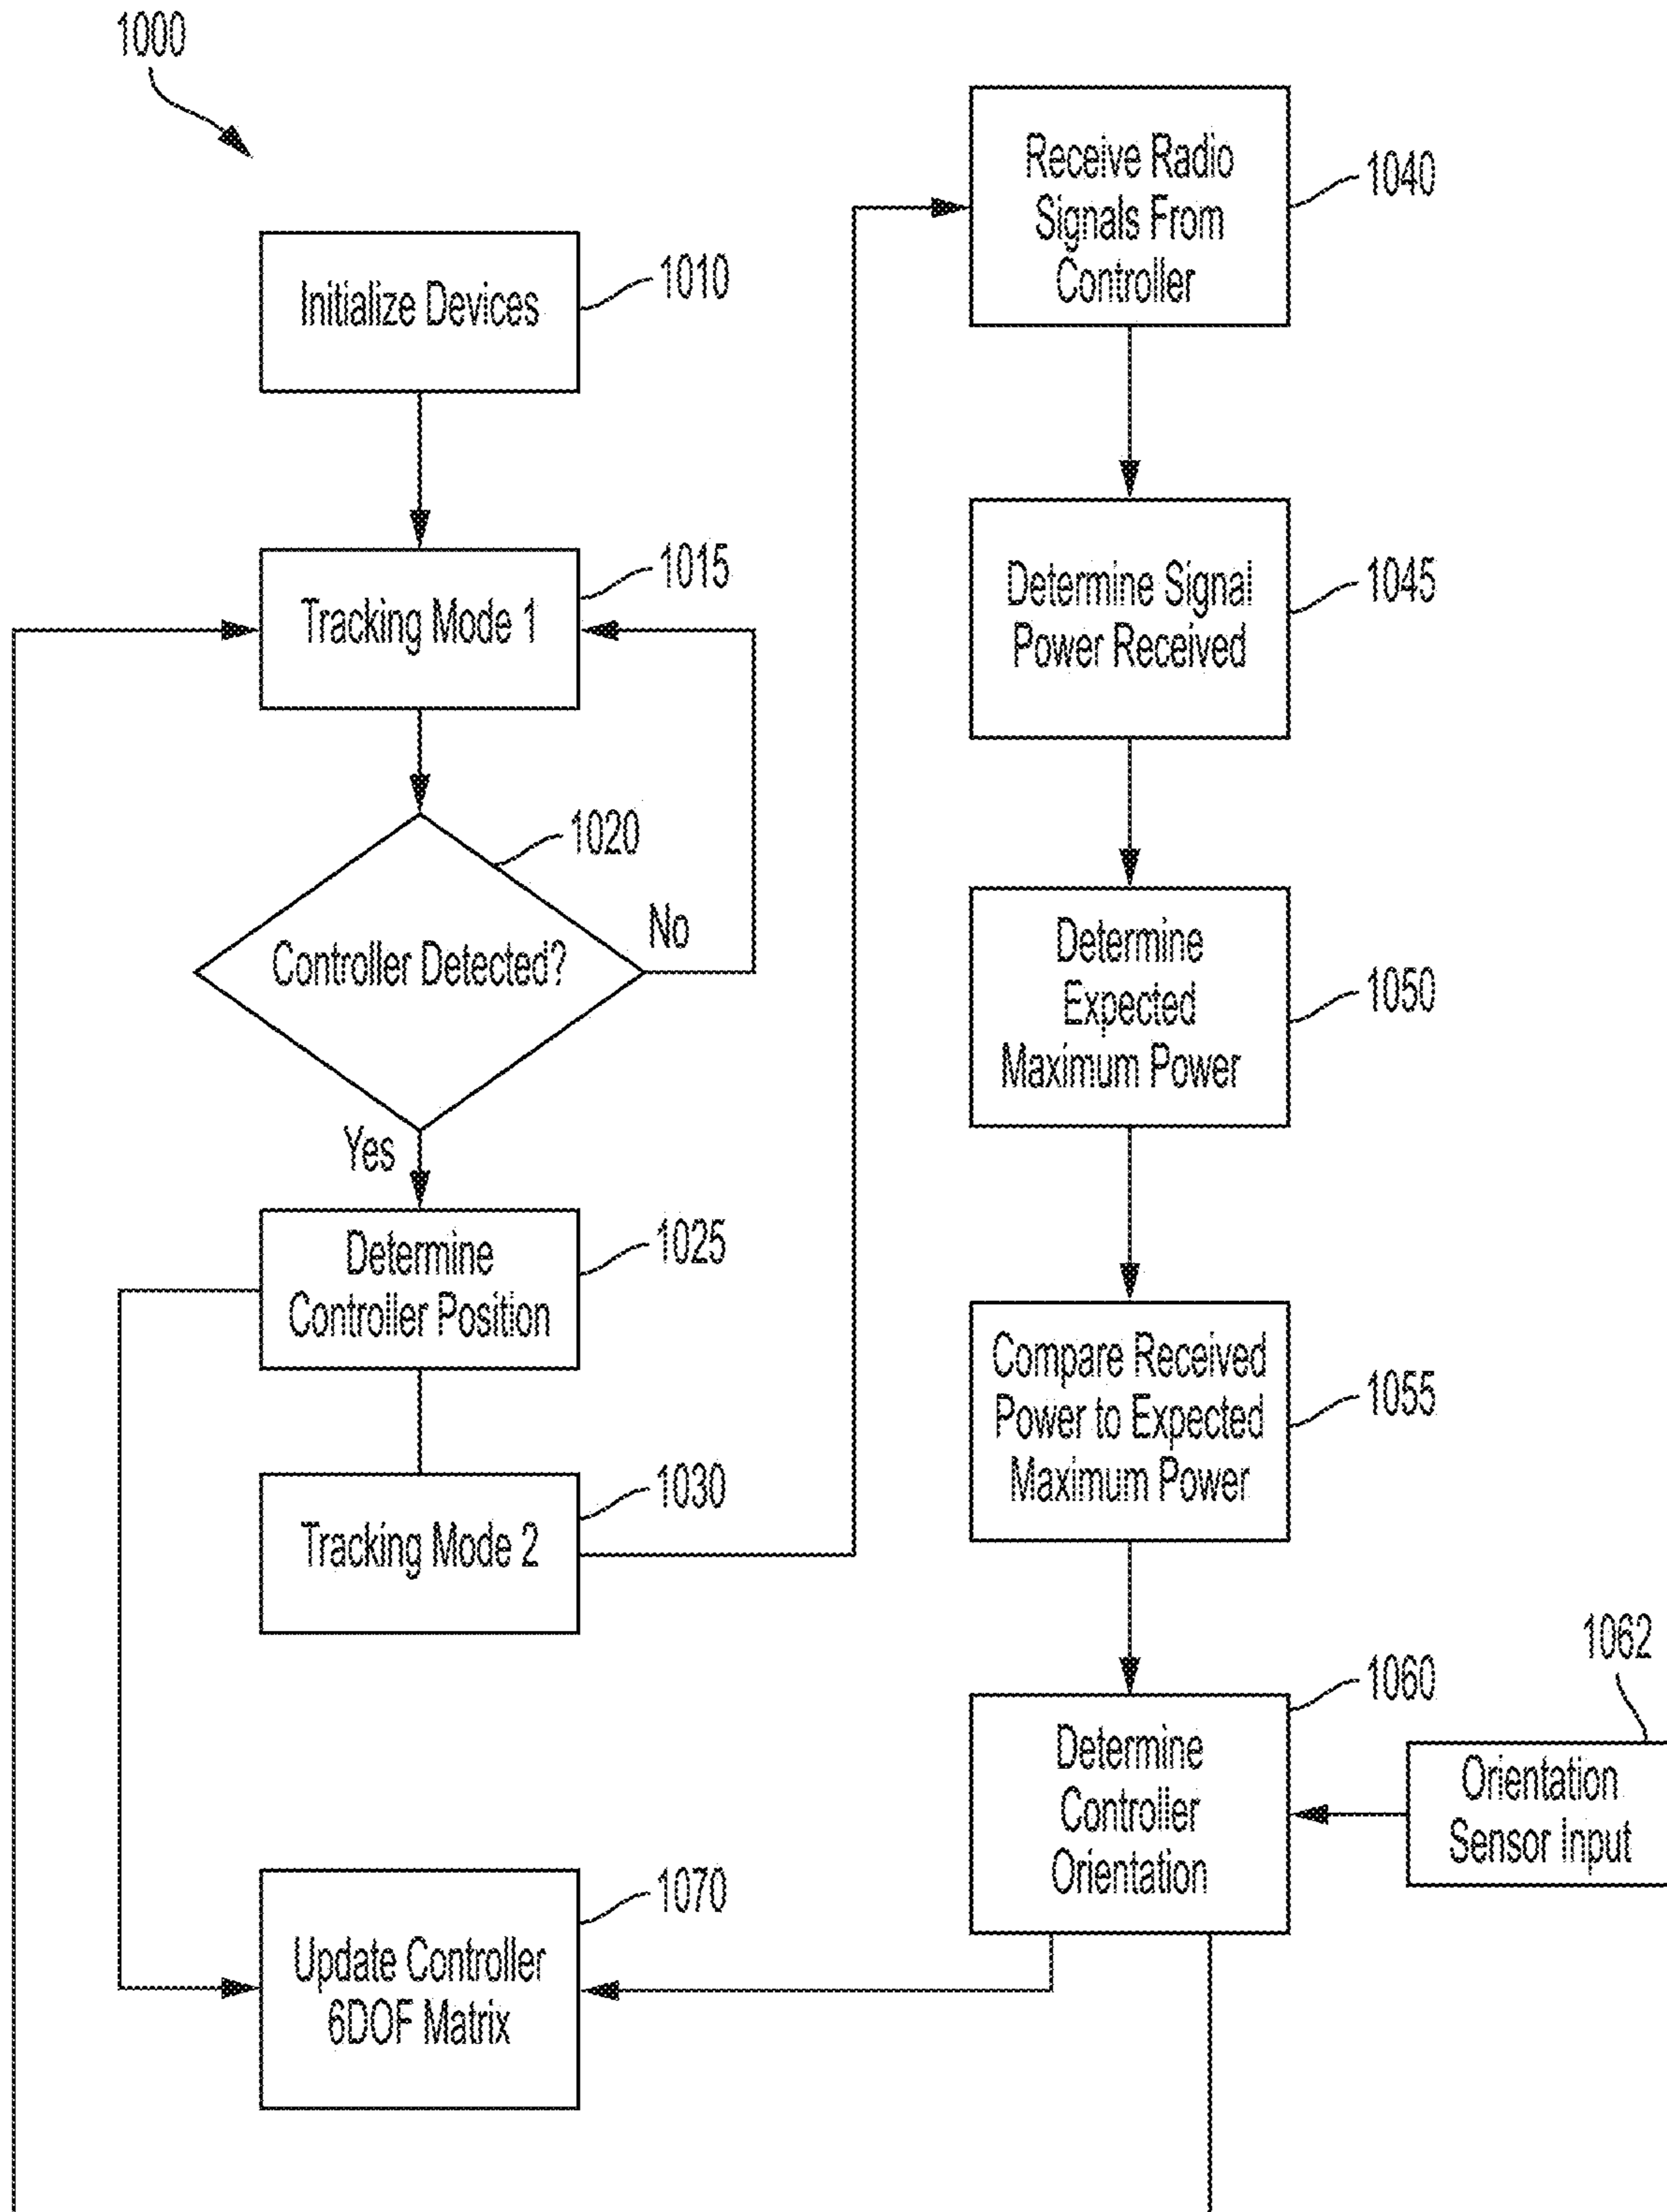 1000
Initialize Devices
1010
Tracking Mode 1
1015
Controller Detected?
1020
No
Yes
Determine
Controller Position
1025
Tracking Mode 2
1030
Receive Radio
Signals From
Controller
1040
Determine Signal
Power Received
1045
Determine
Expected
Maximum Power
1050
Compare Received
Power to Expected
Maximum Power
1055
Determine
Controller
Orientation
1060
Orientation
Sensor Input
1062
Update Controller
6DOF Matrix
1070